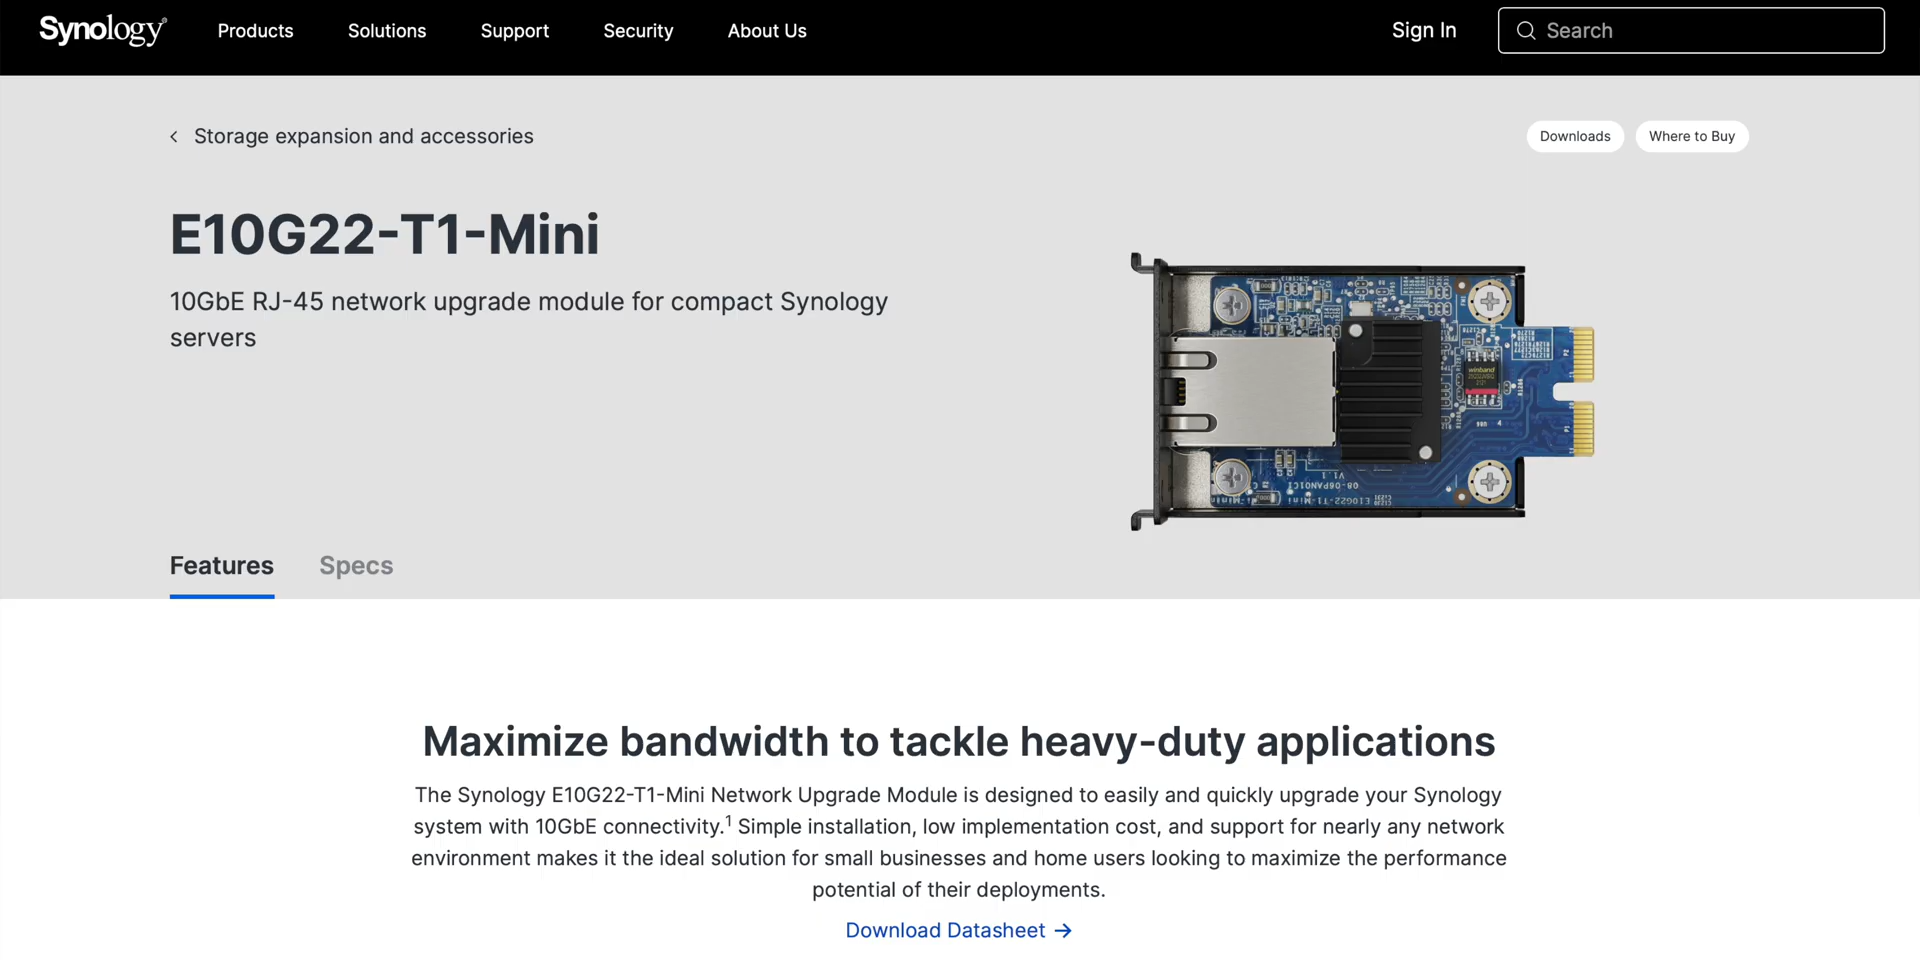 Synology
Products
Solutions
Support
Security
About Us
Sign In
Search
Storage expansion and accessories
Downloads
Where to Buy
E10G22-T1-Mini
10GbE RJ-45 network upgrade module for compact Synology
servers
winbond
Features
Specs
Maximize bandwidth to tackle heavy-duty applications
The Synology E10G22-T1-Mini Network Upgrade Module is designed to easily and quickly upgrade your Synology
system with 10GbE connectivity.1 Simple installation, low implementation cost, and support for nearly any network
environment makes it the ideal solution for small businesses and home users looking to maximize the performance
potential of their deployments.
Download Datasheet →